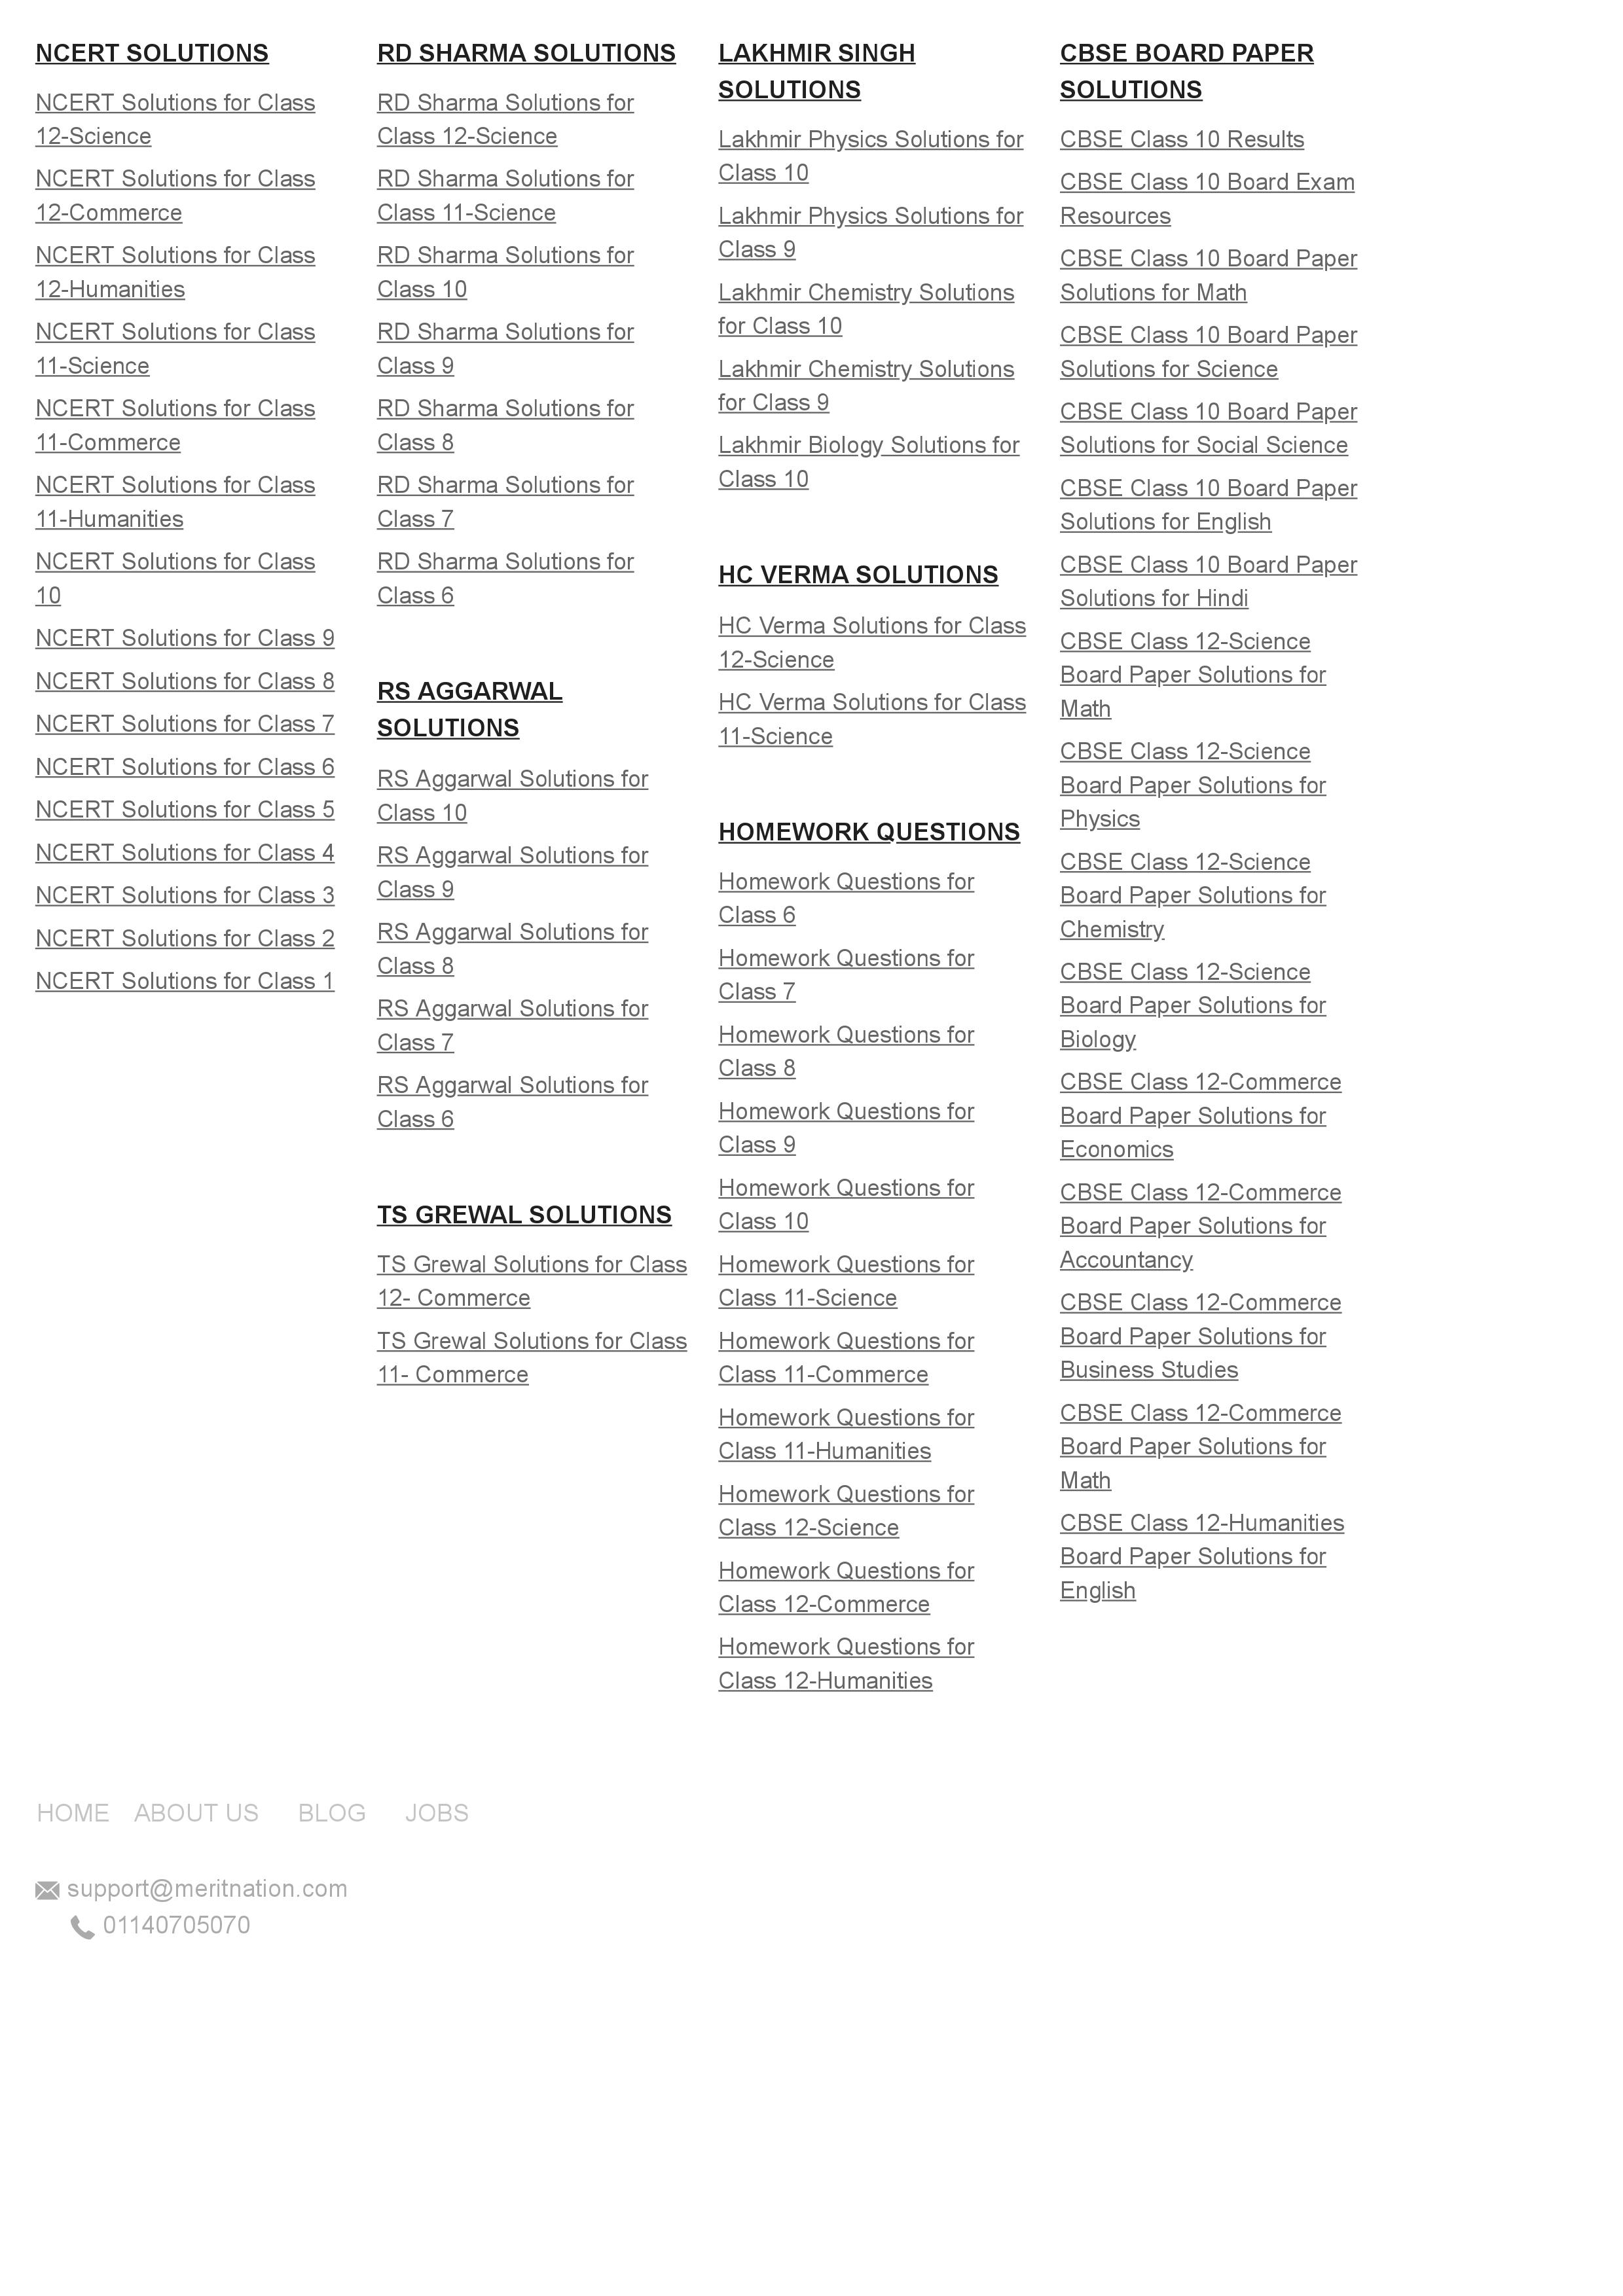 NCERT SOLUTIONS
NCERT Solutions for Class
12-Science
NCERT Solutions for Class
12-Commerce
NCERT Solutions for Class
12-Humanities
NCERT Solutions for Class
11-Science
NCERT Solutions for Class
11-Commerce
NCERT Solutions for Class
11-Humanities
NCERT Solutions for Class
10
NCERT Solutions for Class 9
NCERT Solutions for Class 8
NCERT Solutions for Class 7
NCERT Solutions for Class 6
NCERT Solutions for Class 5
NCERT Solutions for Class 4
NCERT Solutions for Class 3
NCERT Solutions for Class 2
NCERT Solutions for Class 1
RD SHARMA SOLUTIONS
RD Sharma Solutions for
Class 12-Science
RD Sharma Solutions for
Class 11-Science
RD Sharma Solutions for
Class 10
RD Sharma Solutions for
Class 9
RD Sharma Solutions for
Class 8
RD Sharma Solutions for
Class 7
RD Sharma Solutions for
Class 6
RS AGGARWAL
SOLUTIONS
RS Aggarwal Solutions for
Class 10
RS Aggarwal Solutions for
Class 9
RS Aggarwal Solutions for
Class 8
RS Aggarwal Solutions for
Class 7
RS Aggarwal Solutions for
Class 6
TS GREWAL SOLUTIONS
TS Grewal Solutions for Class
12- Commerce
TS Grewal Solutions for Class
11- Commerce
LAKHMIR SINGH
SOLUTIONS
Lakhmir Physics Solutions for
Class 10
Lakhmir Physics Solutions for
Class 9
Lakhmir Chemistry Solutions
for Class 10
Lakhmir Chemistry Solutions
for Class 9
Lakhmir Biology Solutions for
Class 10
HC VERMA SOLUTIONS
HC Verma Solutions for Class
12-Science
HC Verma Solutions for Class
11-Science
HOMEWORK QUESTIONS
Homework Questions for
Class 6
Homework Questions for
Class 7
Homework Questions for
Class 8
Homework Questions for
Class 9
Homework Questions for
Class 10
Homework Questions for
Class 11-Science
Homework Questions for
Class 11-Commerce
Homework Questions for
Class 11-Humanities
Homework Questions for
Class 12-Science
Homework Questions for
Class 12-Commerce
Homework Questions for
Class 12-Humanities
CBSE BOARD PAPER
SOLUTIONS
CBSE Class 10 Results
CBSE Class 10 Board Exam
Resources
CBSE Class 10 Board Paper
Solutions for Math
CBSE Class 10 Board Paper
Solutions for Science
CBSE Class 10 Board Paper
Solutions for Social Science
CBSE Class 10 Board Paper
Solutions for English
CBSE Class 10 Board Paper
Solutions for Hindi
CBSE Class 12-Science
Board Paper Solutions for
Math
CBSE Class 12-Science
Board Paper Solutions for
Physics
CBSE Class 12-Science
Board Paper Solutions for
Chemistry
CBSE Class 12-Science
Board Paper Solutions for
Biology
CBSE Class 12-Commerce
Board Paper Solutions for
Economics
CBSE Class 12-Commerce
Board Paper Solutions for
Accountancy
CBSE Class 12-Commerce
Board Paper Solutions for
Business Studies
CBSE Class 12-Commerce
Board Paper Solutions for
Math
CBSE Class 12-Humanities
Board Paper Solutions for
English
HOME ABOUT US BLOG JOBS
support@meritnation.com
01140705070